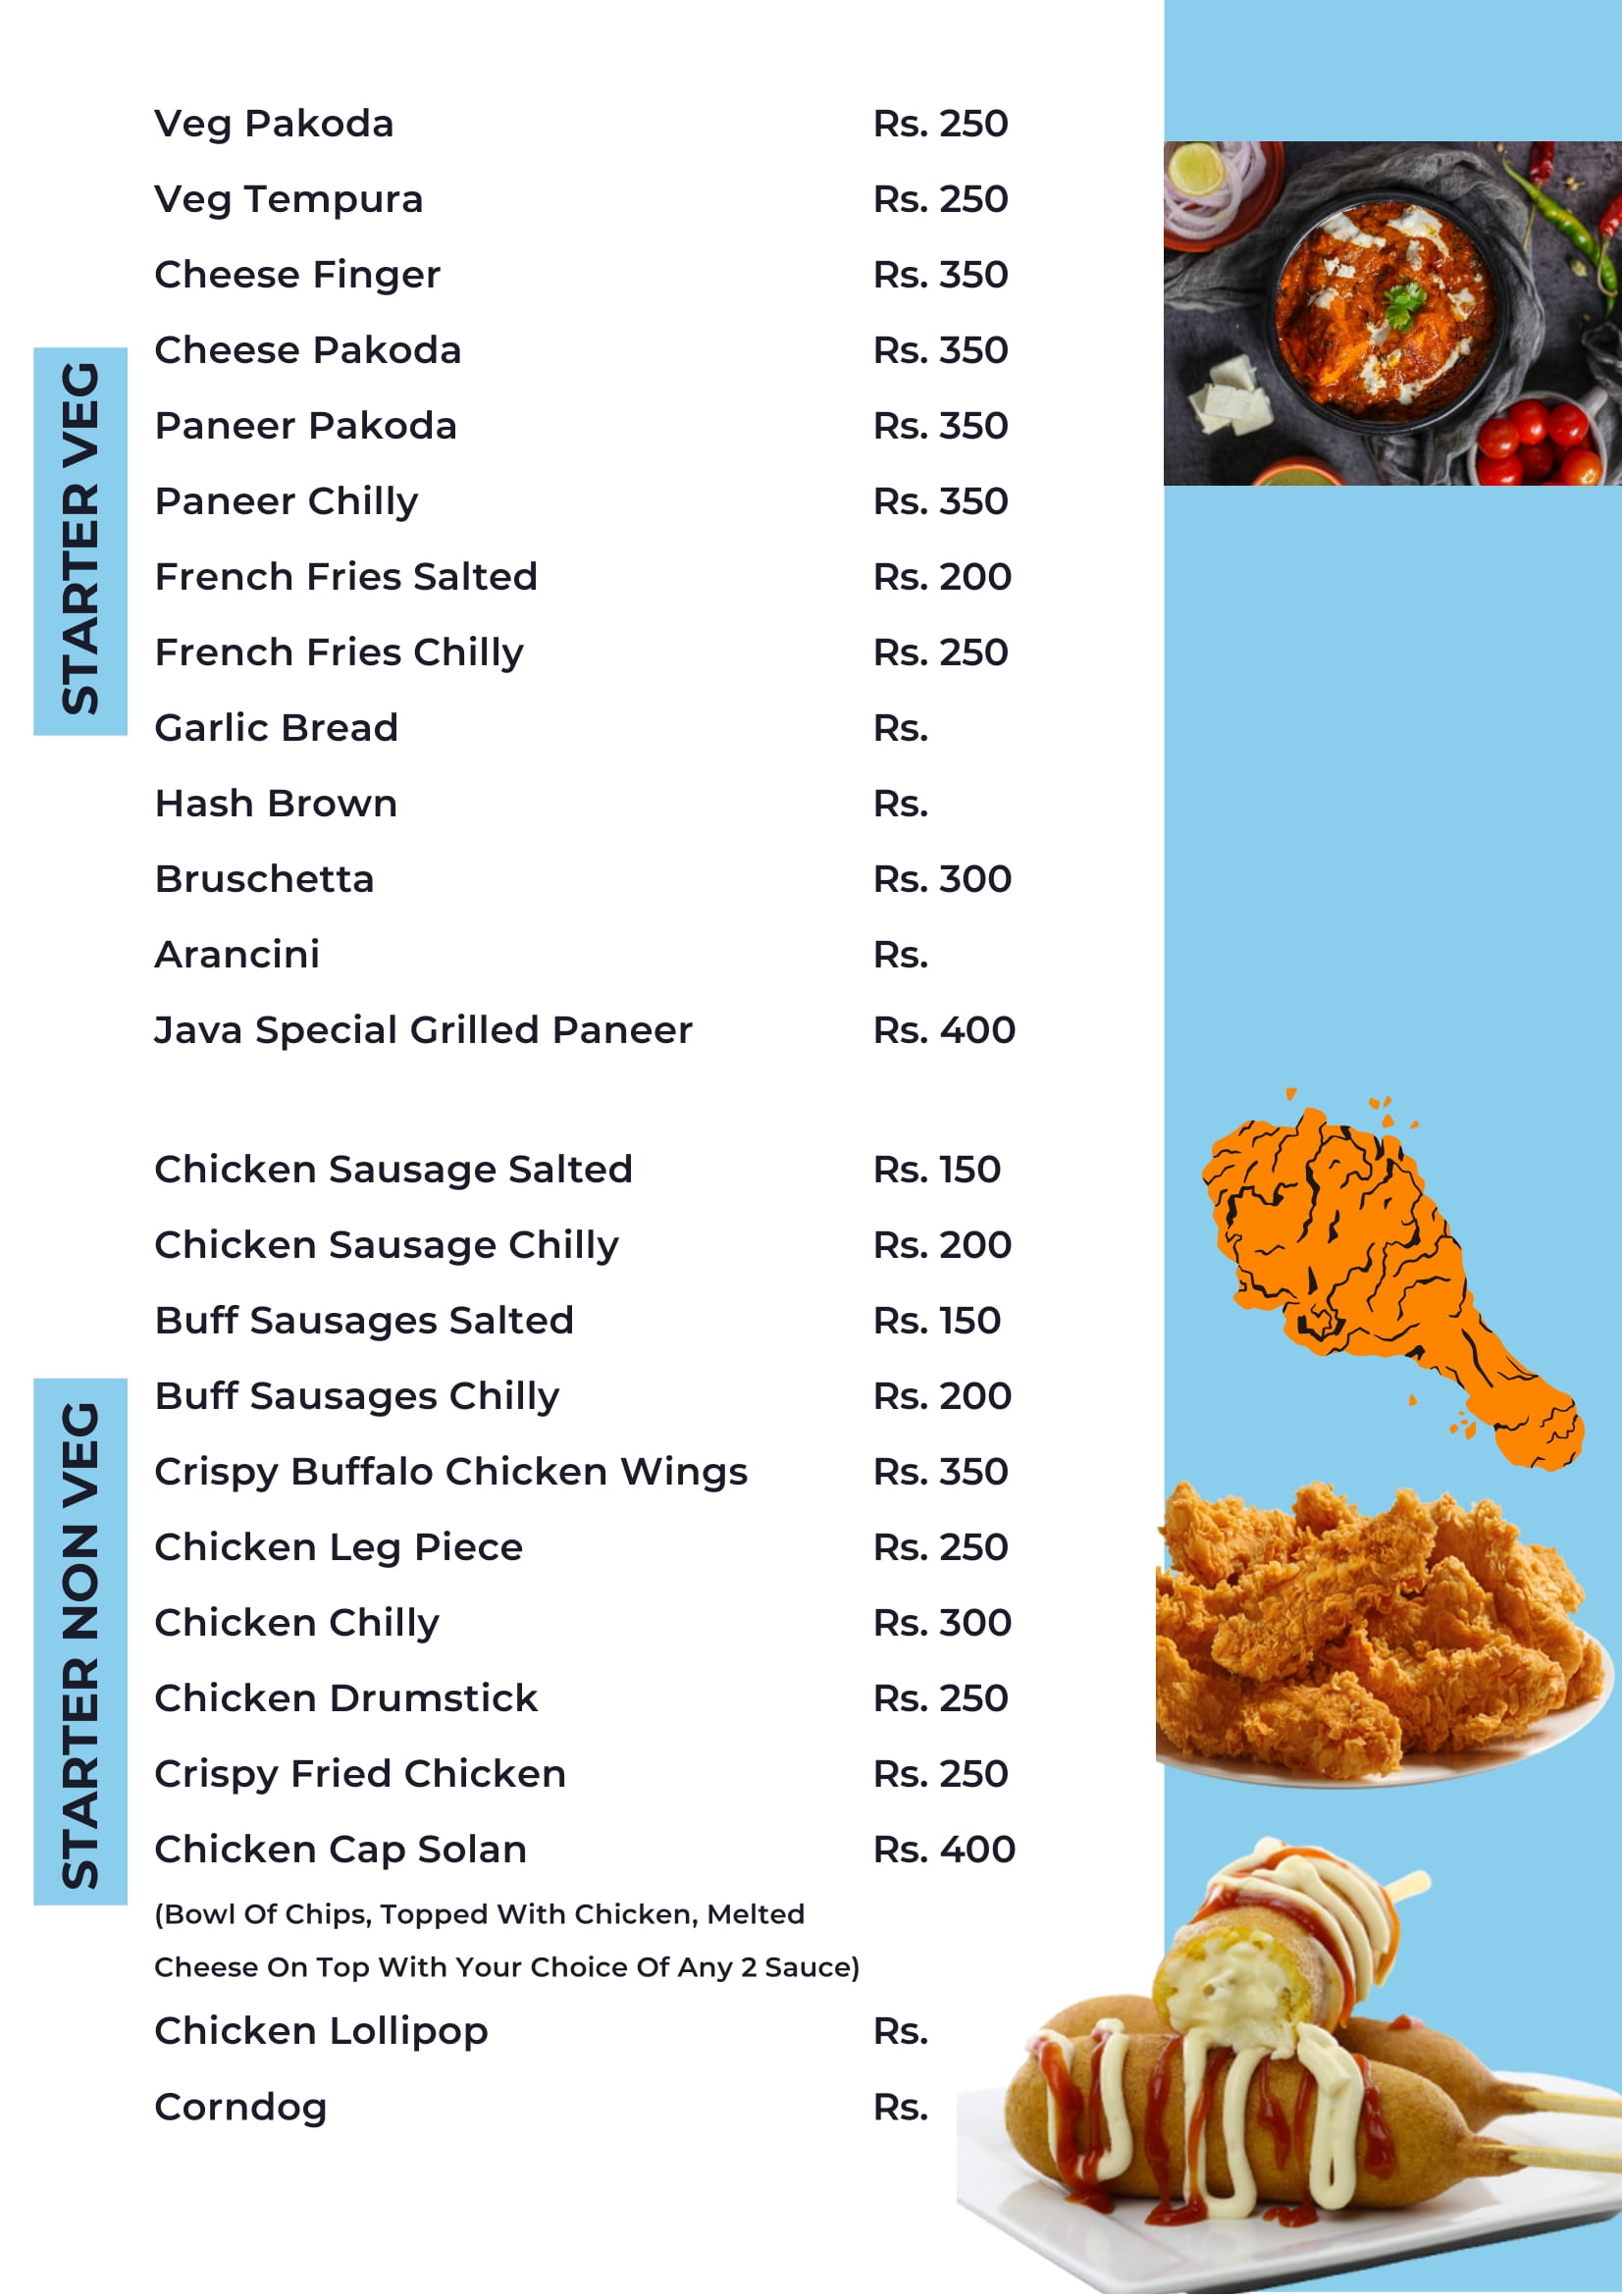 STARTER VEG
Veg Pakoda Rs. 250
Veg Tempura Rs. 250
Cheese Finger Rs. 350
Cheese Pakoda Rs. 350
Paneer Pakoda Rs. 350
Paneer Chilly Rs. 350
French Fries Salted Rs. 200
French Fries Chilly Rs. 250
Garlic Bread Rs.
Hash Brown Rs.
Bruschetta Rs. 300
Arancini Rs.
Java Special Grilled Paneer Rs. 400
STARTER NON VEG
Chicken Sausage Salted Rs. 150
Chicken Sausage Chilly Rs. 200
Buff Sausages Salted Rs. 150
Buff Sausages Chilly Rs. 200
Crispy Buffalo Chicken Wings Rs. 350
Chicken Leg Piece Rs. 250
Chicken Chilly Rs. 300
Chicken Drumstick Rs. 250
Crispy Fried Chicken Rs. 250
Chicken Cap Solan Rs. 400
(Bowl Of Chips, Topped With Chicken, Melted
Cheese On Top With Your Choice Of Any 2 Sauce)
Chicken Lollipop Rs.
Corndog Rs.